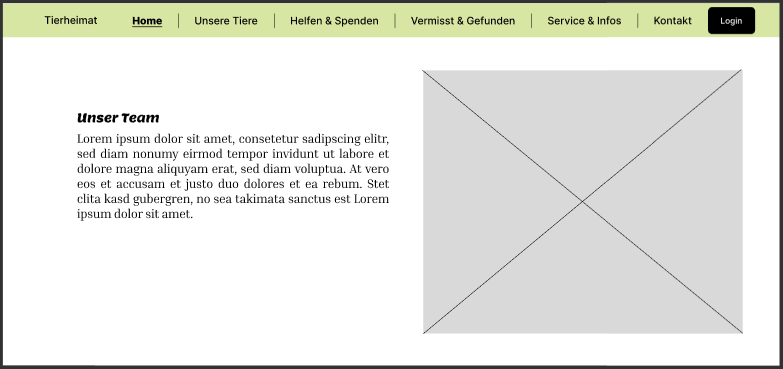 Tierheimat Home Unsere Tiere Helfen & Spenden Vermisst & Gefunden Service & Infos Kontakt Login
Unser Team
Lorem ipsum dolor sit amet, consetetur sadipscing elitr,
sed diam nonumy eirmod tempor invidunt ut labore et
dolore magna aliquyam erat, sed diam voluptua. At vero
eos et accusam et justo duo dolores et ea rebum. Stet
clita kasd gubergren, no sea takimata sanctus est Lorem
ipsum dolor sit amet.